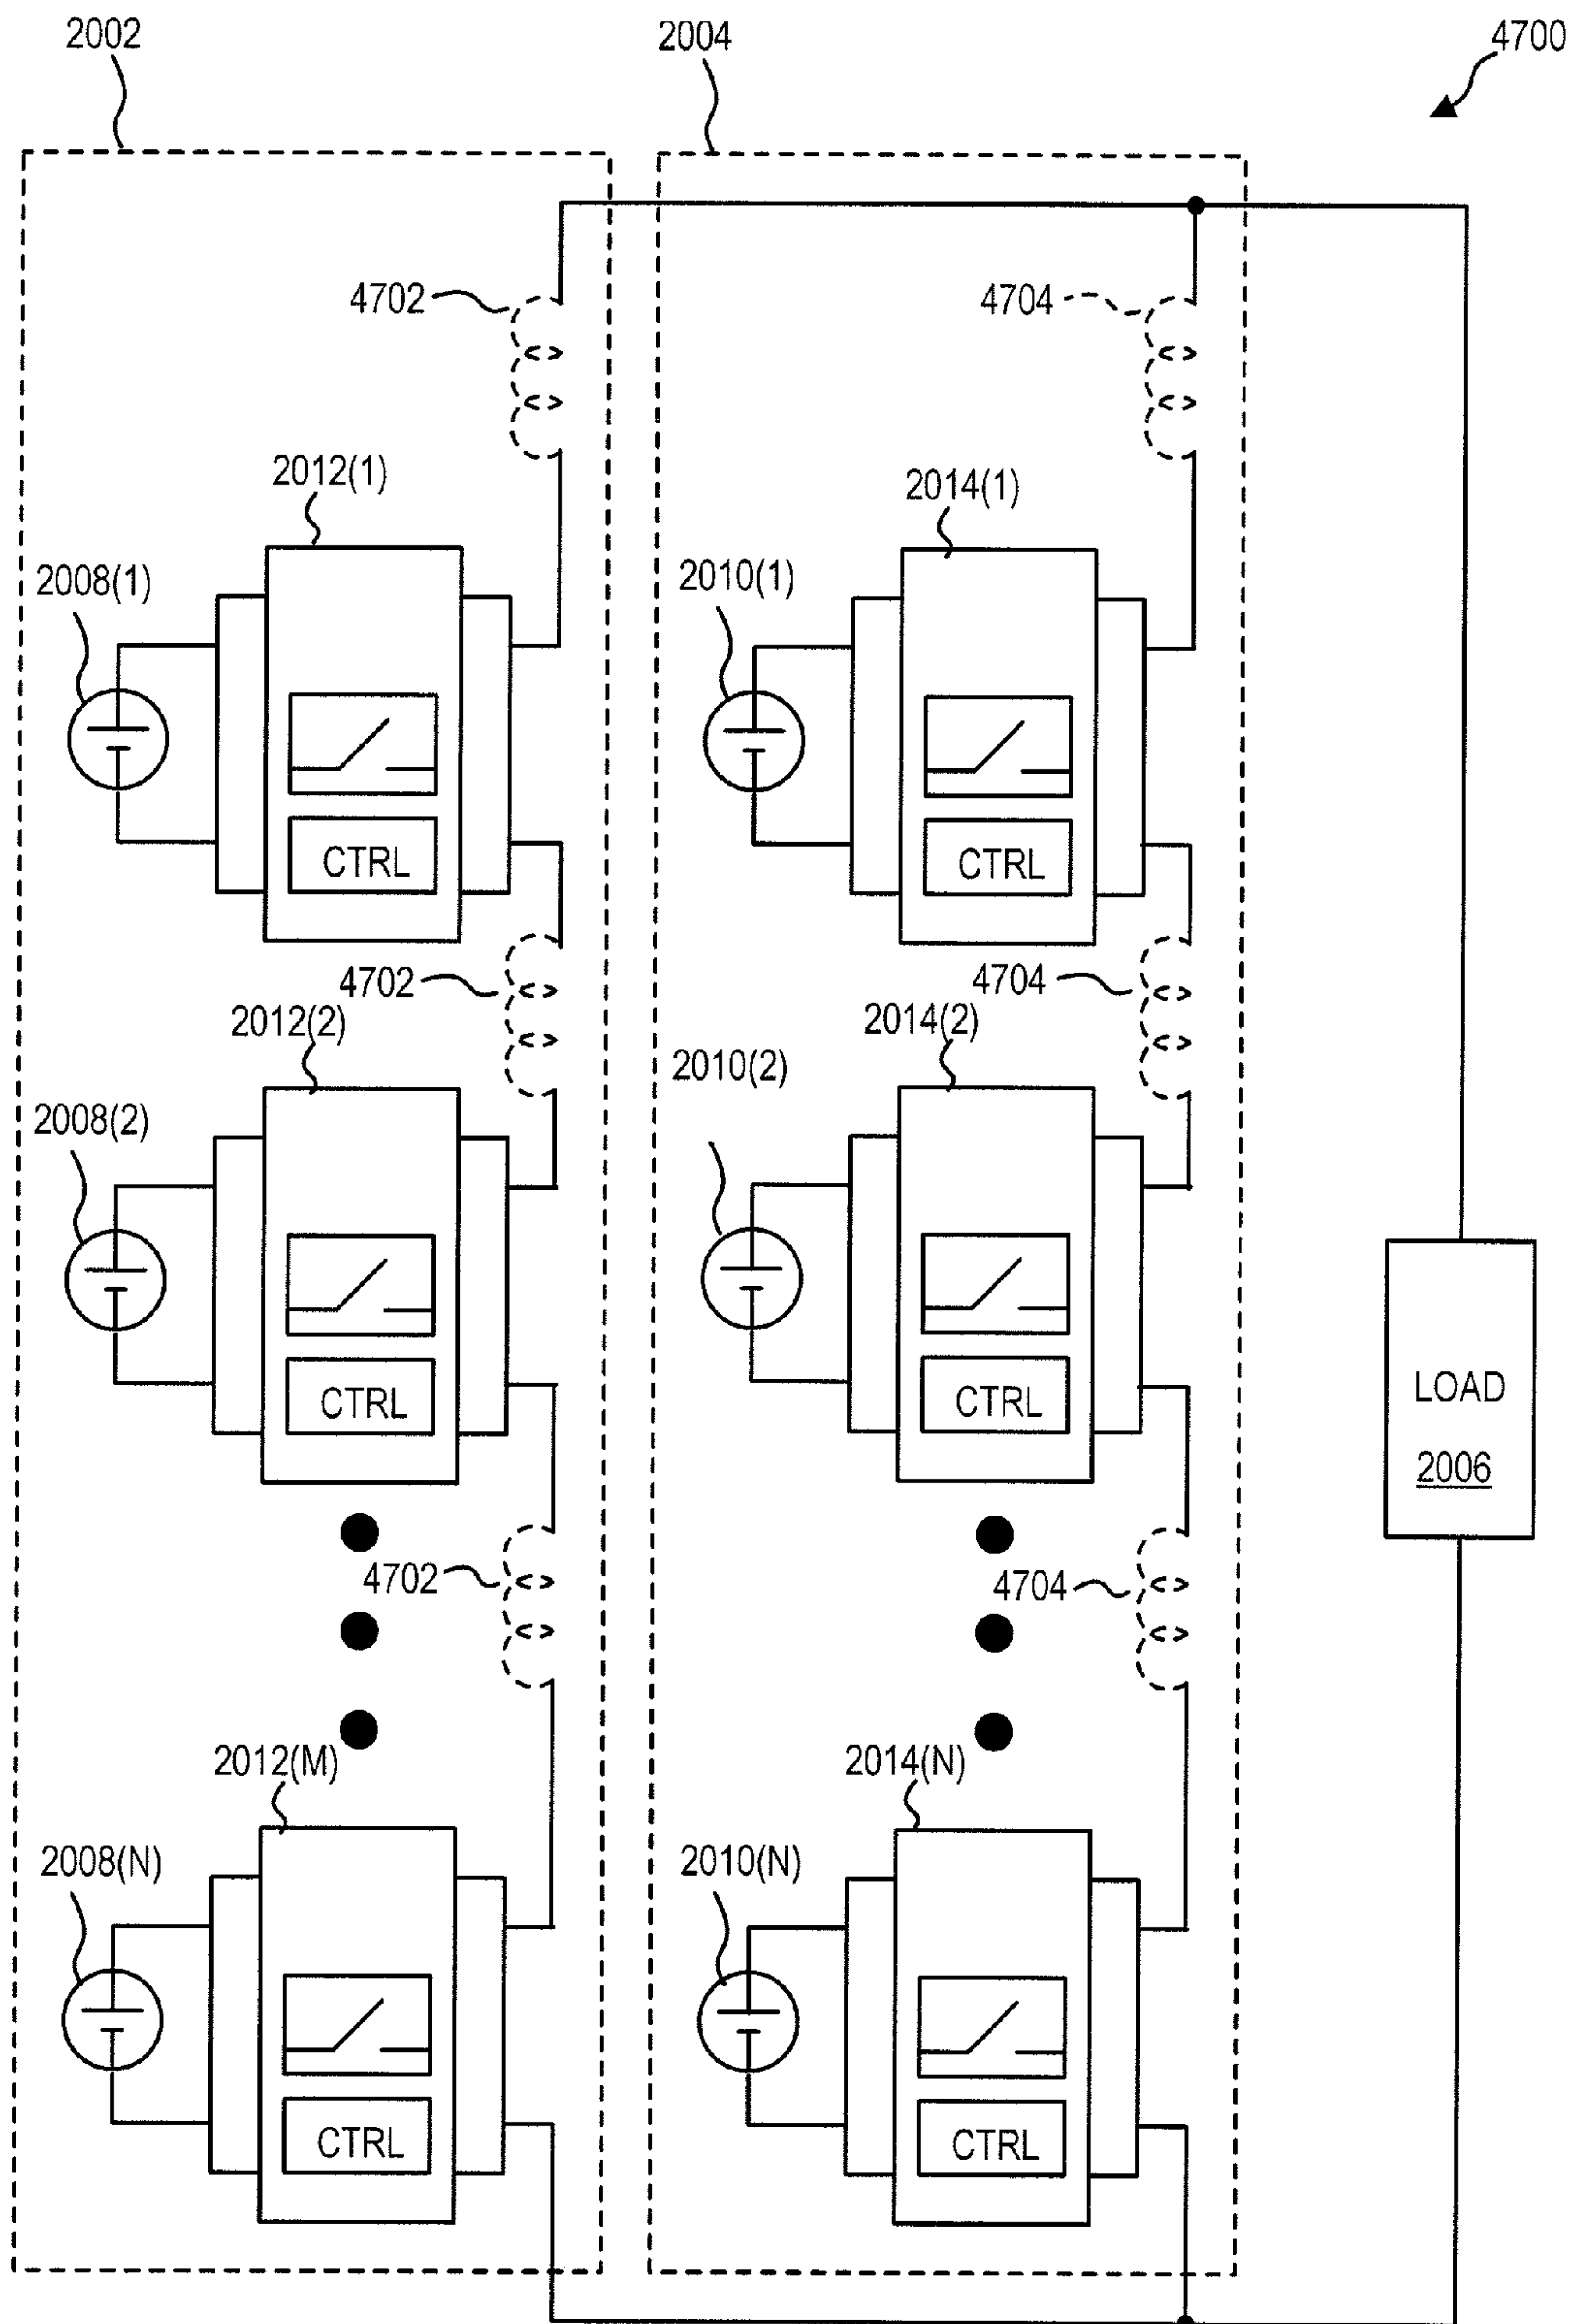 2002
2004
4700
4702
4704
2012(1)
2014(1)
2008(1)
2010(1)
CTRL
CTRL
4702
4704
2012(2)
2014(2)
2010(2)
2008(2)
CTRL
CTRL
LOAD
2006
4702
4704
2012(M)
2014(N)
2008(N)
2010(N)
CTRL
CTRL